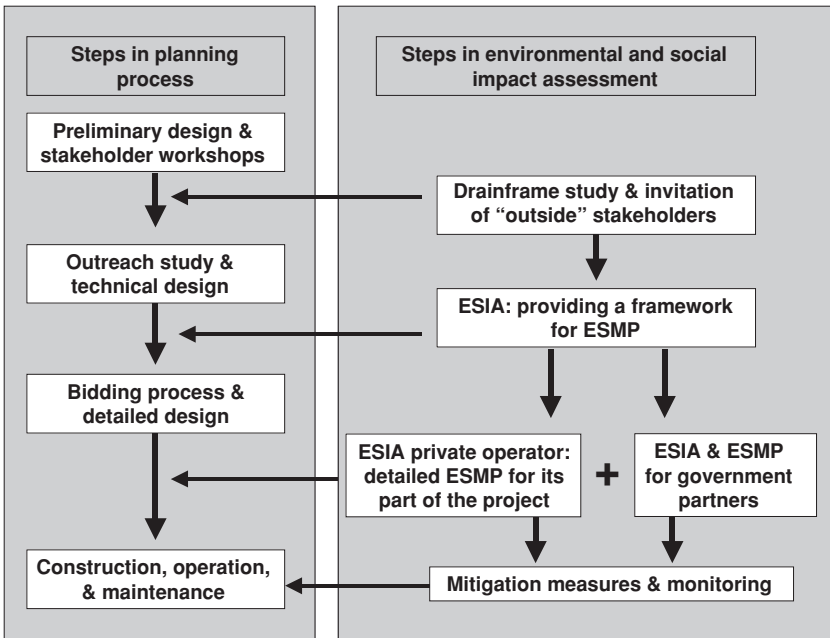 Steps in planning
process
Preliminary design &
stakeholder workshops
Outreach study &
technical design
Bidding process &
detailed design
Construction, operation,
& maintenance
Steps in environmental and social
impact assessment
Drainframe study & invitation
of “outside” stakeholders
ESIA: providing a framework
for ESMP
ESIA private operator:
detailed ESMP for its
part of the project
+
ESIA & ESMP
for government
partners
Mitigation measures & monitoring